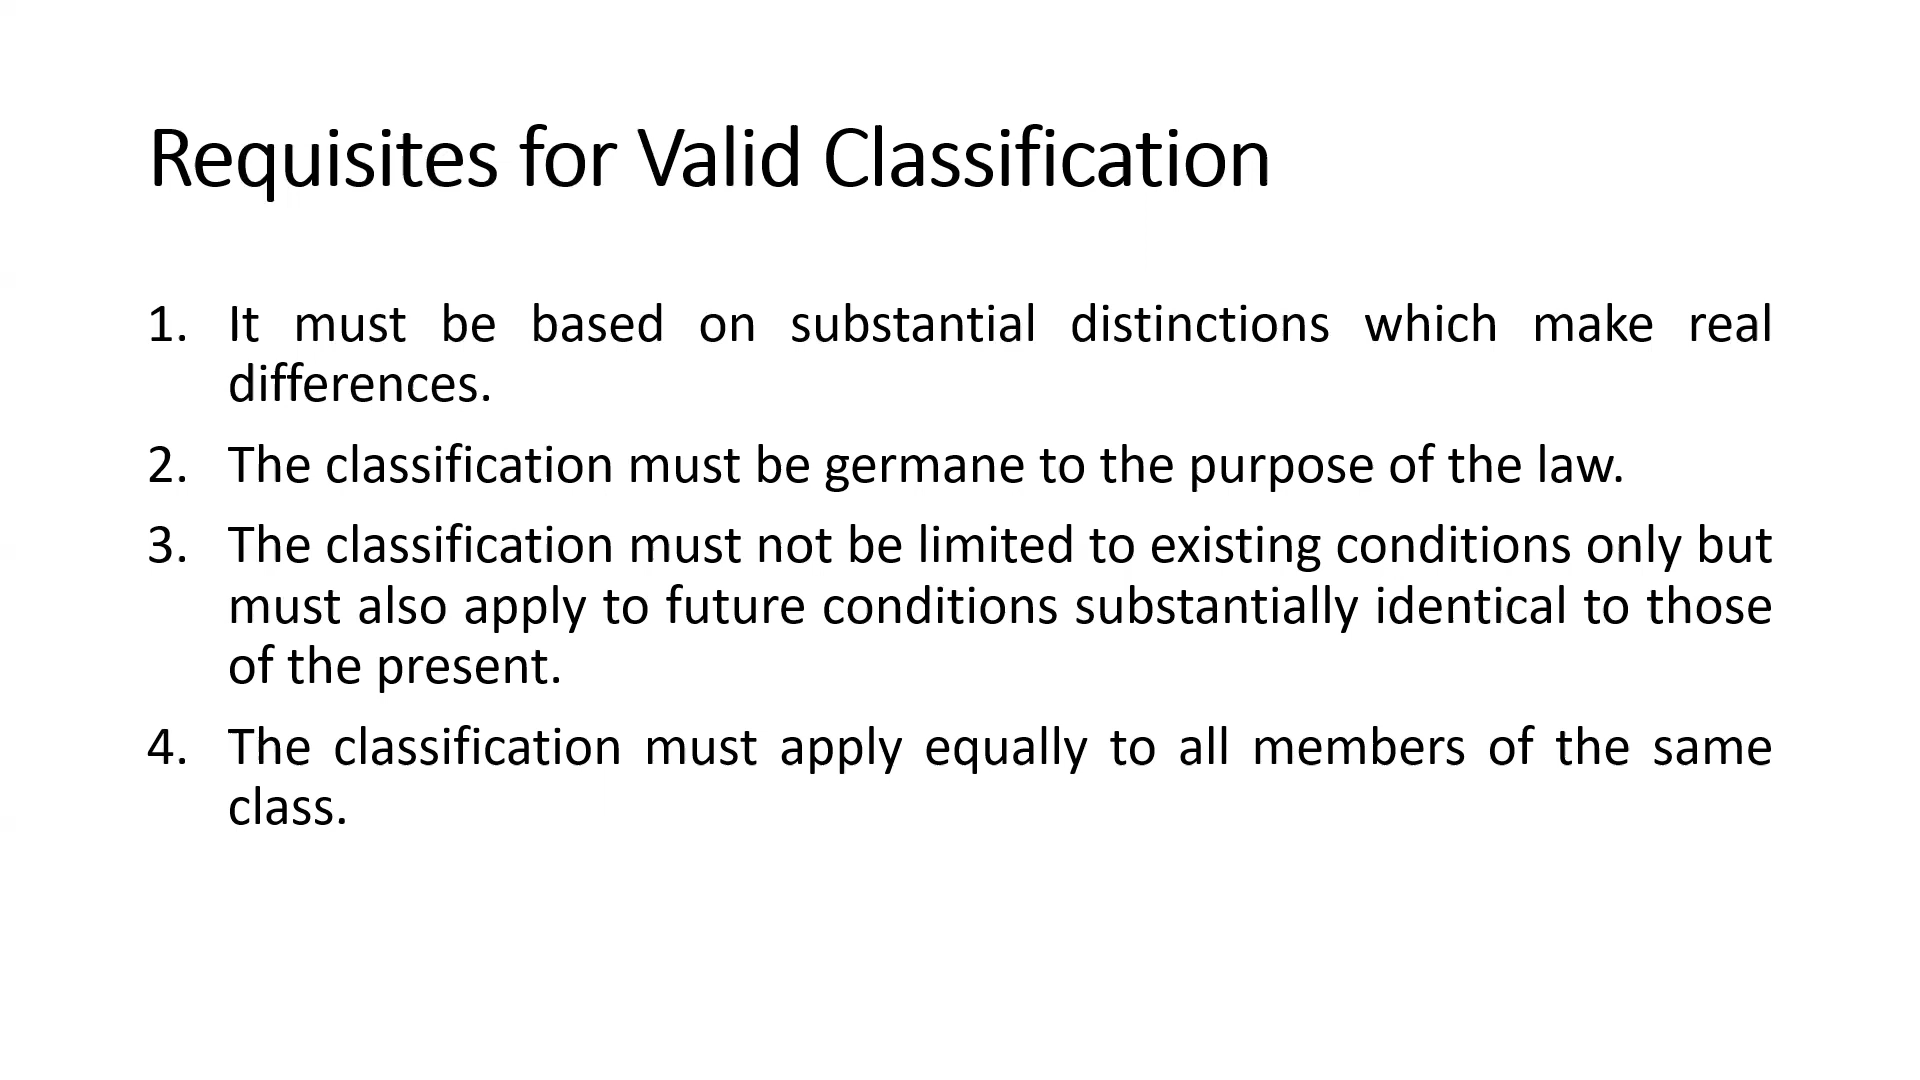 Requisites for Valid Classification
1. It must be based on substantial distinctions which make real
differences.
2. The classification must be germane to the purpose of the law.
3. The classification must not be limited to existing conditions only but
must also apply to future conditions substantially identical to those
of the present.
4. The classification must apply equally to all members of the same
class.